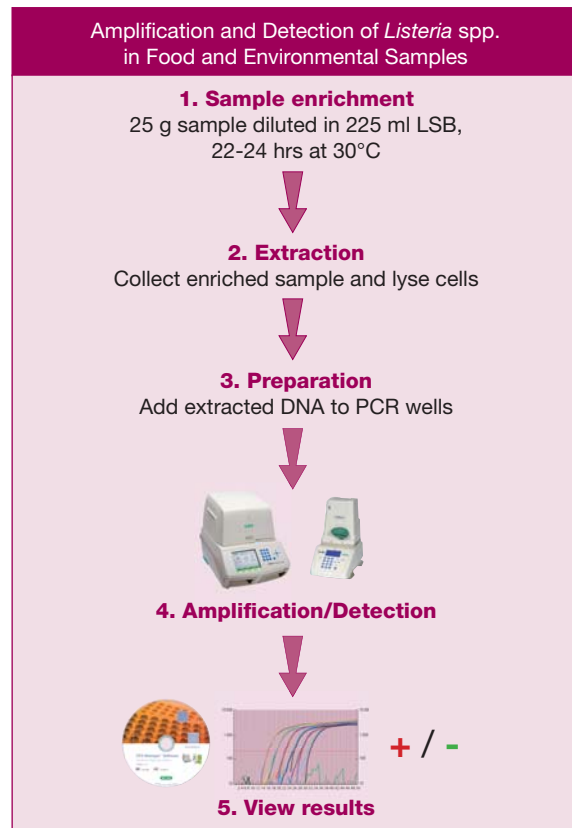 Amplification and Detection of Listeria spp.
in Food and Environmental Samples
1. Sample enrichment
25 g sample diluted in 225 ml LSB,
22-24 hrs at 30°C
2. Extraction
Collect enriched sample and lyse cells
3. Preparation
Add extracted DNA to PCR wells
4. Amplification/Detection
+ / -
5. View results